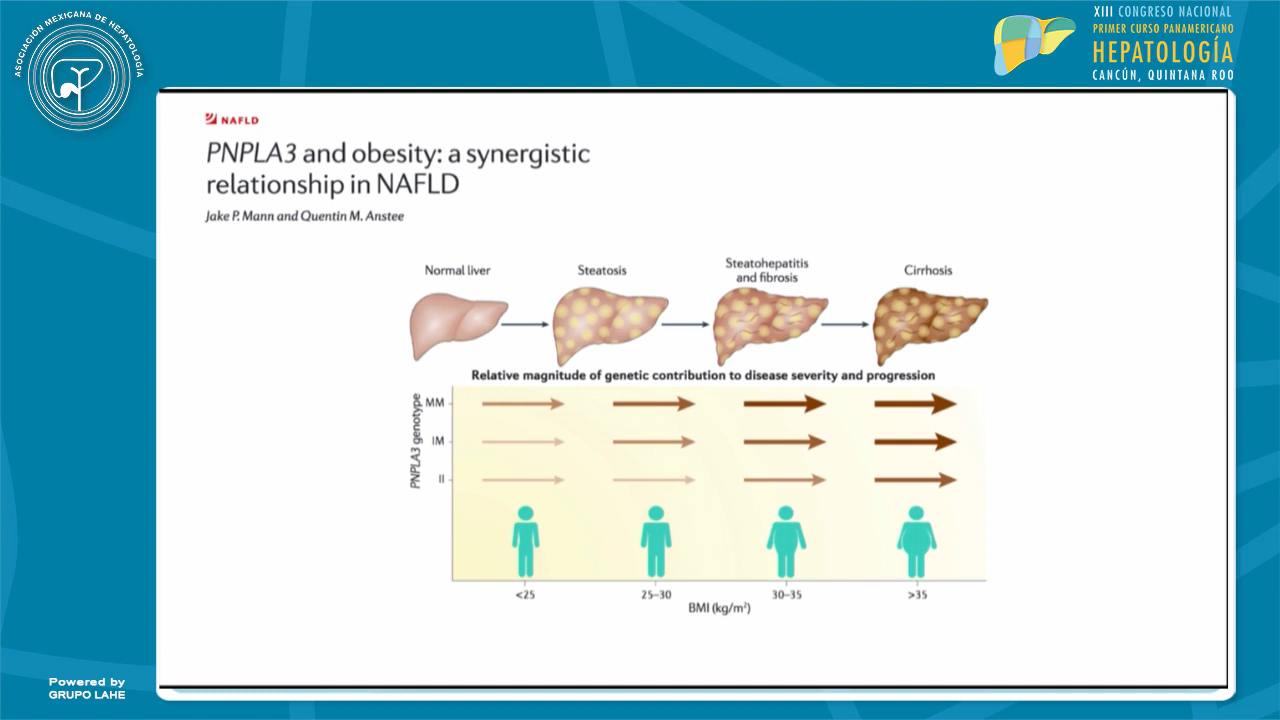 ASOCIACIÓN MEXICANA DE HEPATOLOGÍA
XIII CONGRESO NACIONAL
PRIMER CURSO PANAMERICANO
HEPATOLOGÍA
CANCÚN, QUINTANA ROO
NAFLD
PNPLA3 and obesity: a synergistic
relationship in NAFLD
Jake P. Mann and Quentin M. Anstee
Normal liver
Steatosis
Steatohepatitis
and fibrosis
Cirrhosis
Relative magnitude of genetic contribution to disease severity and progression
PNPLA3 genotype
MM
IM
II
<25
25–30
30–35
>35
BMI (kg/m²)
Powered by
GRUPO LAHE